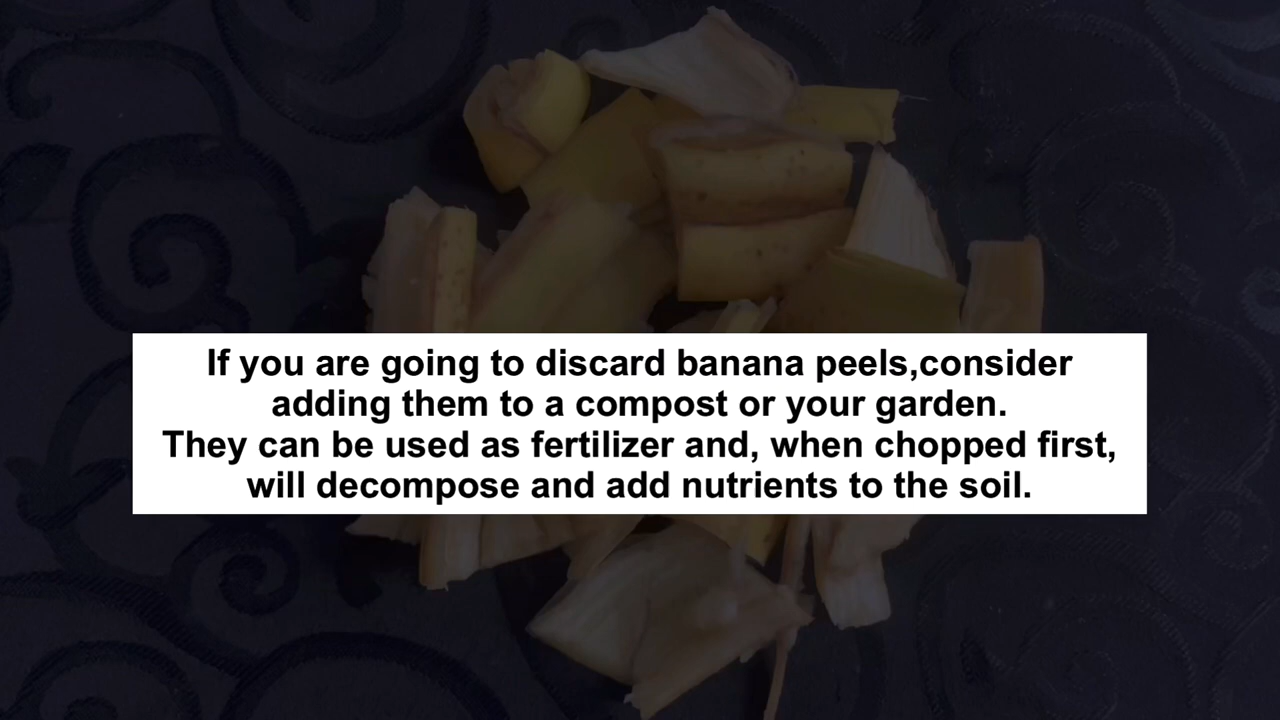 If you are going to discard banana peels,consider
adding them to a compost or your garden.
They can be used as fertilizer and, when chopped first,
will decompose and add nutrients to the soil.